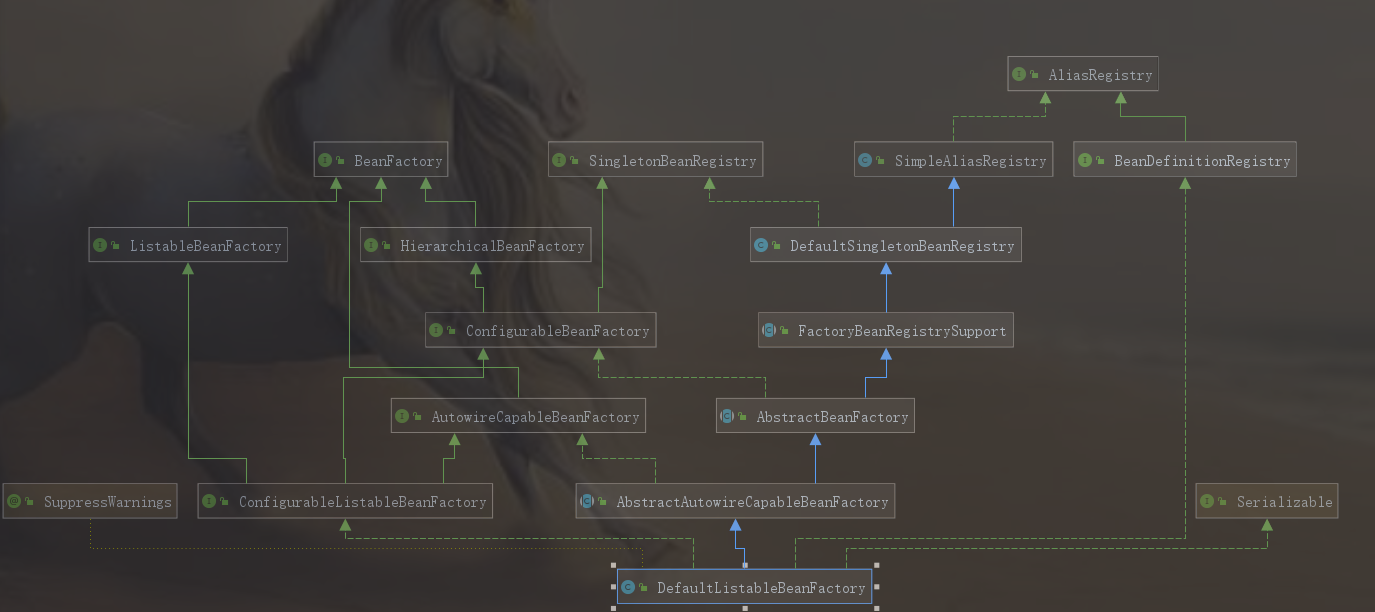 AliasRegistry
BeanFactory
SingletonBeanRegistry
SimpleAliasRegistry
BeanDefinitionRegistry
ListableBeanFactory
HierarchicalBeanFactory
DefaultSingletonBeanRegistry
ConfigurableBeanFactory
FactoryBeanRegistrySupport
AutowireCapableBeanFactory
AbstractBeanFactory
SuppressWarnings
ConfigurableListableBeanFactory
AbstractAutowireCapableBeanFactory
Serializable
DefaultListableBeanFactory